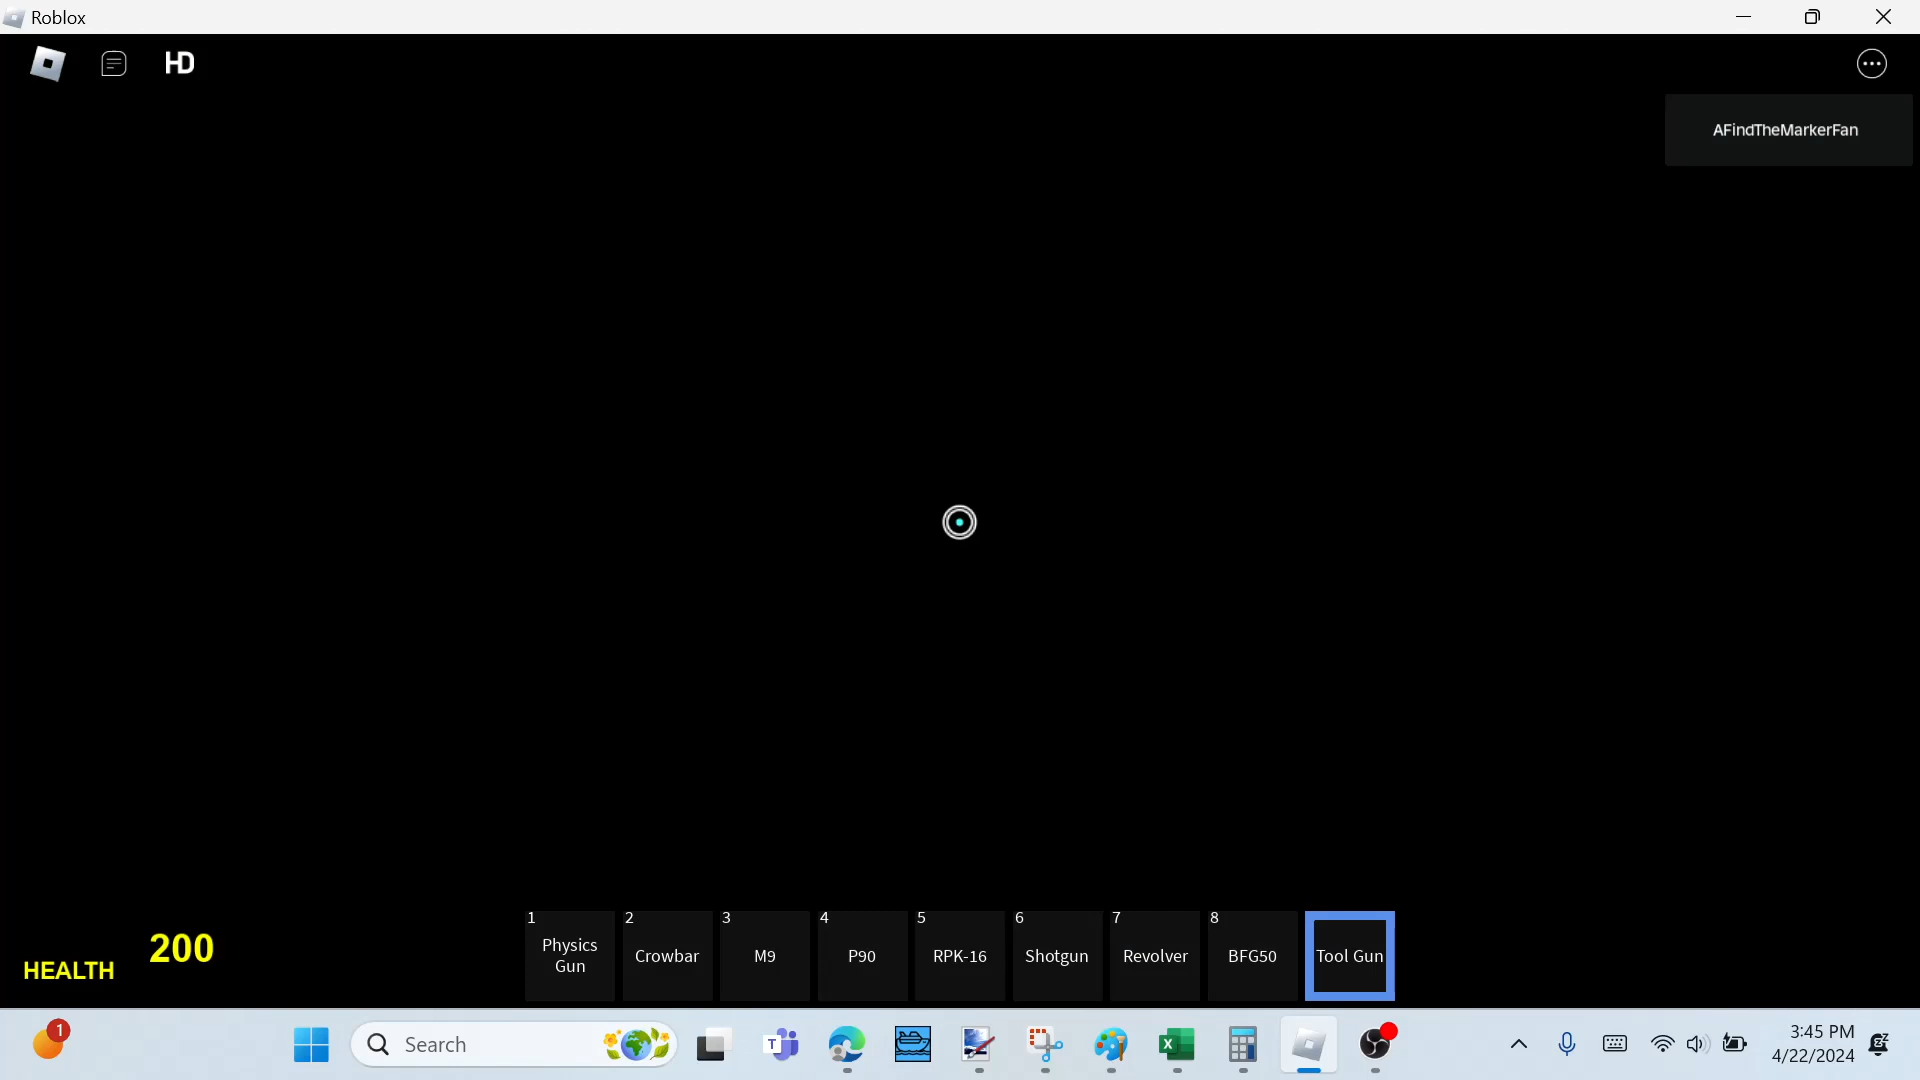 Roblox
HD
AFindTheMarkerFan
HEALTH 200
1 Physics Gun
2 Crowbar
3 M9
4 P90
5 RPK-16
6 Shotgun
7 Revolver
8 BFG50
Tool Gun
1
Search
T
X
3:45 PM
4/22/2024